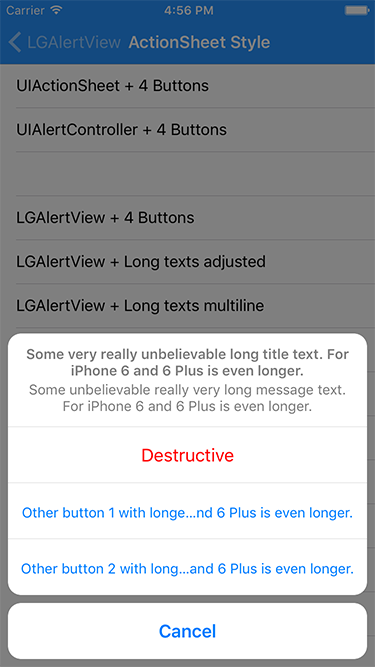 Carrier 4:56 PM
LGAlertView ActionSheet Style
UIActionSheet + 4 Buttons
UIAlertController + 4 Buttons
LGAlertView + 4 Buttons
LGAlertView + Long texts adjusted
LGAlertView + Long texts multiline
Some very really unbelievable long title text. For
iPhone 6 and 6 Plus is even longer.
Some unbelievable really very long message text.
For iPhone 6 and 6 Plus is even longer.
Destructive
Other button 1 with longe...nd 6 Plus is even longer.
Other button 2 with long...and 6 Plus is even longer.
Cancel